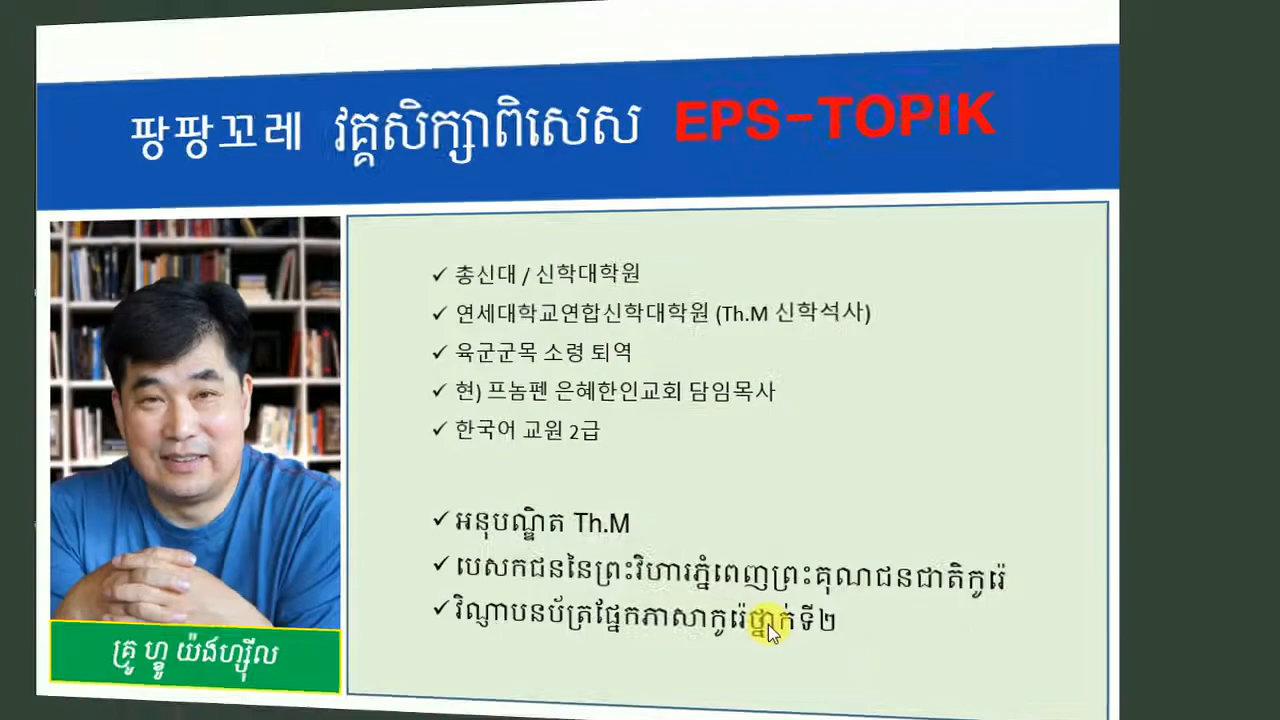 팡팡꼬레 វគ្គសិក្សាពិសេស EPS-TOPIK
✓ 총신대 / 신학대학원
✓ 연세대학교연합신학대학원 (Th.M 신학석사)
✓ 육군군목 소령 퇴역
✓ 현) 프놈펜 은혜한인교회 담임목사
✓ 한국어 교원 2급
✓ អនុបណ្ឌិត Th.M
✓ បេសកជននៃព្រះវិហារភ្នំពេញព្រះគុណជនជាតិកូរ៉េ
✓ វិញ្ញាបនប័ត្រផ្នែកភាសាកូរ៉េថ្នាក់ទី២
គ្រូ ហ្ខូ យ៉ងហ្ស៊ីល